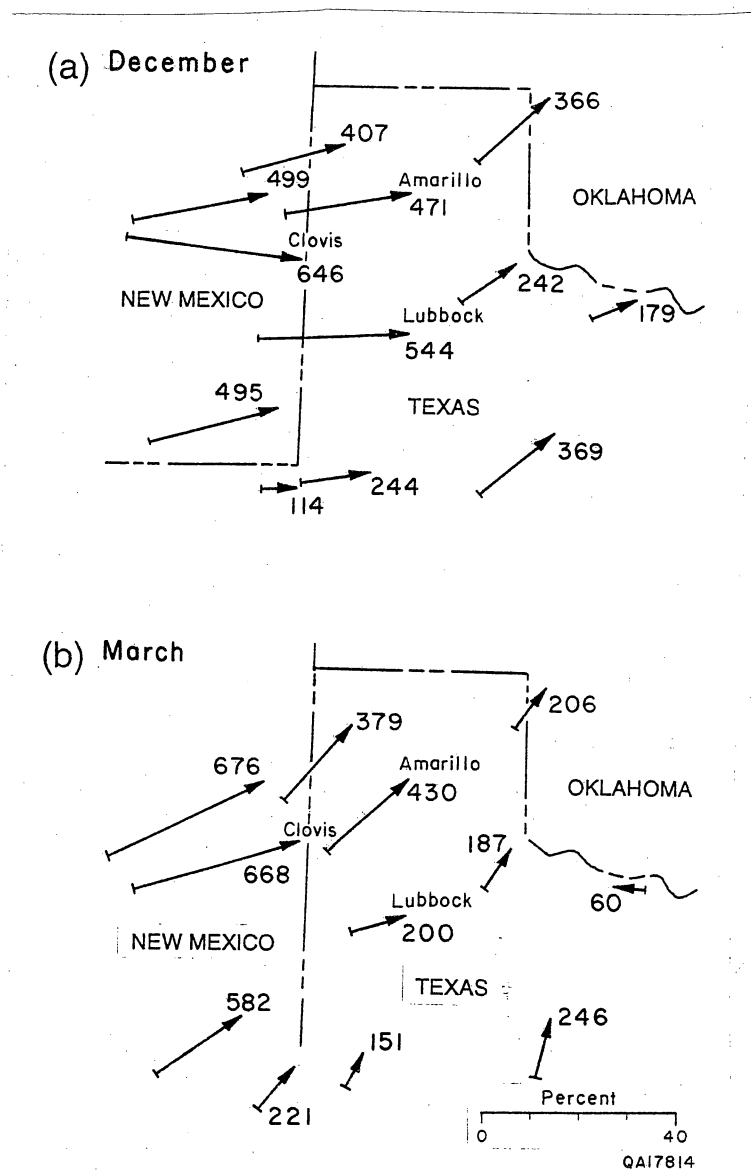 (a) December
366
407
499
Amarillo
471
OKLAHOMA
Clovis
646
242
NEW MEXICO
179
Lubbock
544
495
TEXAS
369
244
114
(b) March
206
379
676
Amarillo
430
OKLAHOMA
Clovis
187
668
60
Lubbock
200
NEW MEXICO
TEXAS
582
246
151
221
Percent
0 40
QA17814